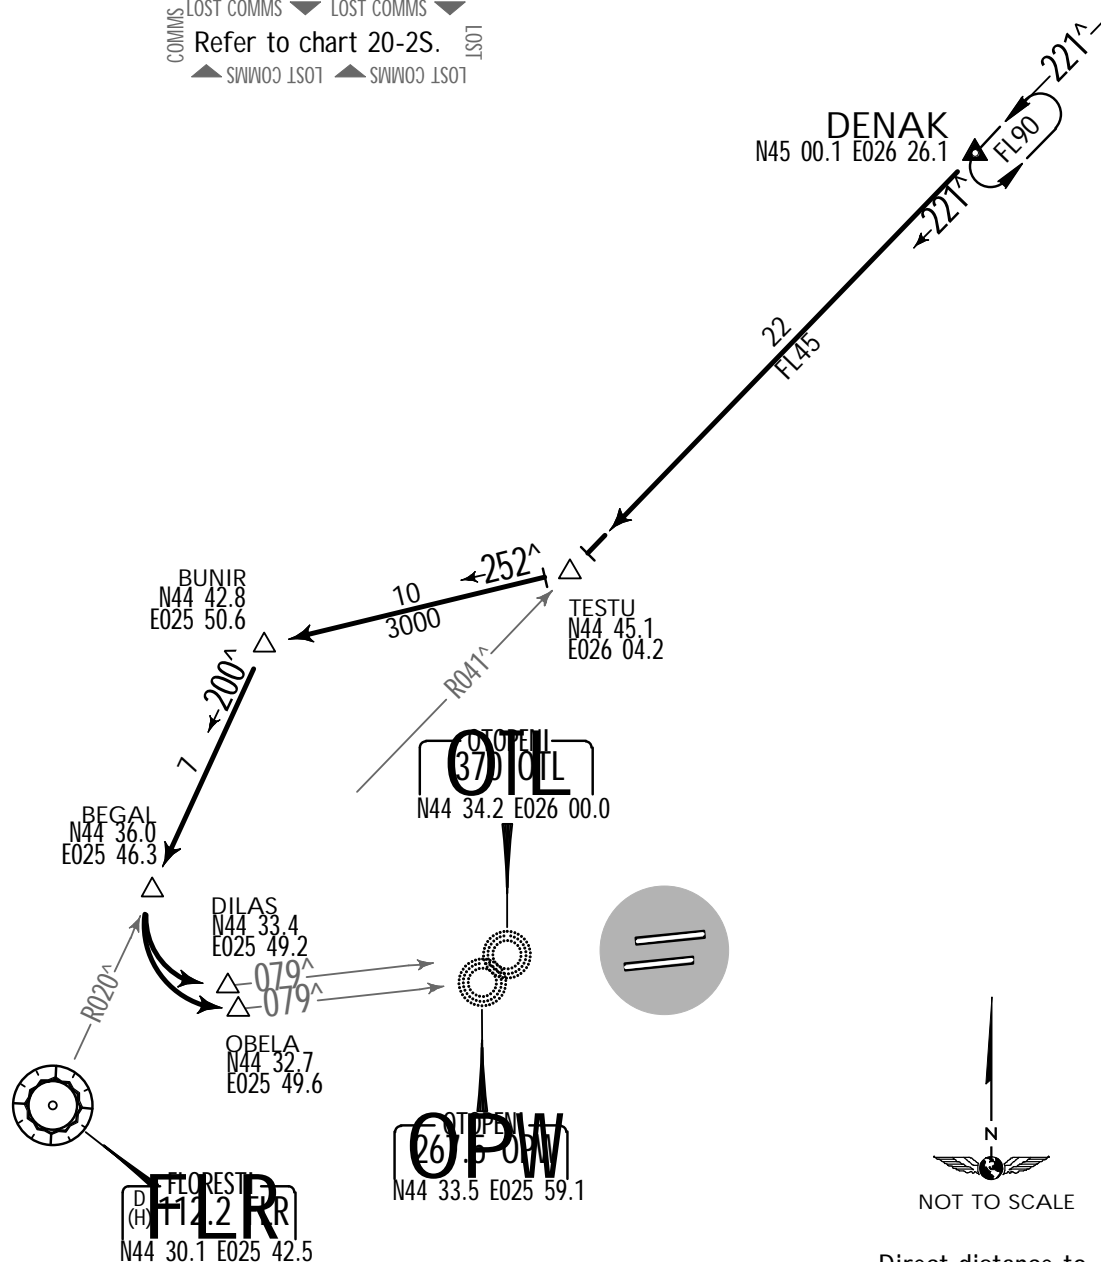 LOST COMMS LOST COMMS
COMMS
Refer to chart 20-2S.
LOST
LOST COMMS LOST COMMS
221^
DENAK
N45 00.1 E026 26.1
FL90
221^
22
FL45
252^
10
3000
BUNIR
N44 42.8
E025 50.6
TESTU
N44 45.1
E026 04.2
200^
R041^
7
OTOPENI
OTL
370 OTL
N44 34.2 E026 00.0
BEGAL
N44 36.0
E025 46.3
DILAS
N44 33.4
E025 49.2
079^
079^
R020^
OBELA
N44 32.7
E025 49.6
OTOPENI
OPW
267.5 OPW
N44 33.5 E025 59.1
N
NOT TO SCALE
FLORESTI
FLR
D
(H)
112.2 FLR
N44 30.1 E025 42.5
Direct distance to